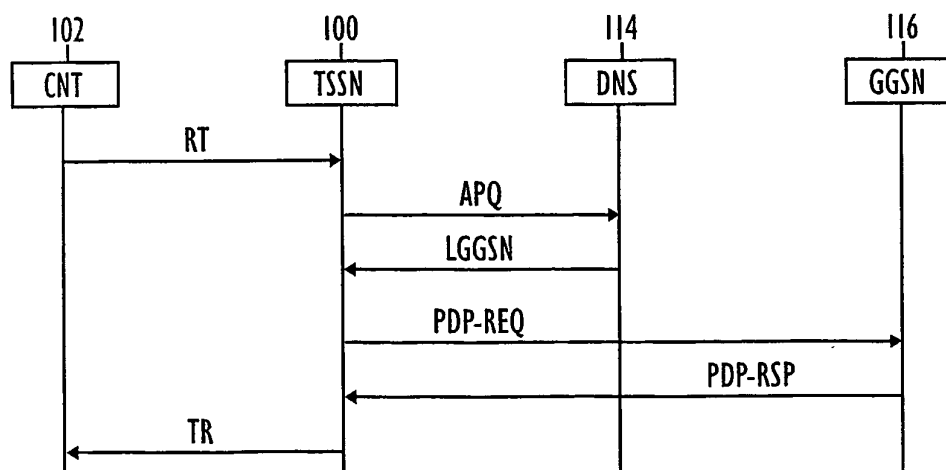 102 100 114 116
CNT TSSN DNS GGSN
RT
APQ
LGGSN
PDP-REQ
PDP-RSP
TR